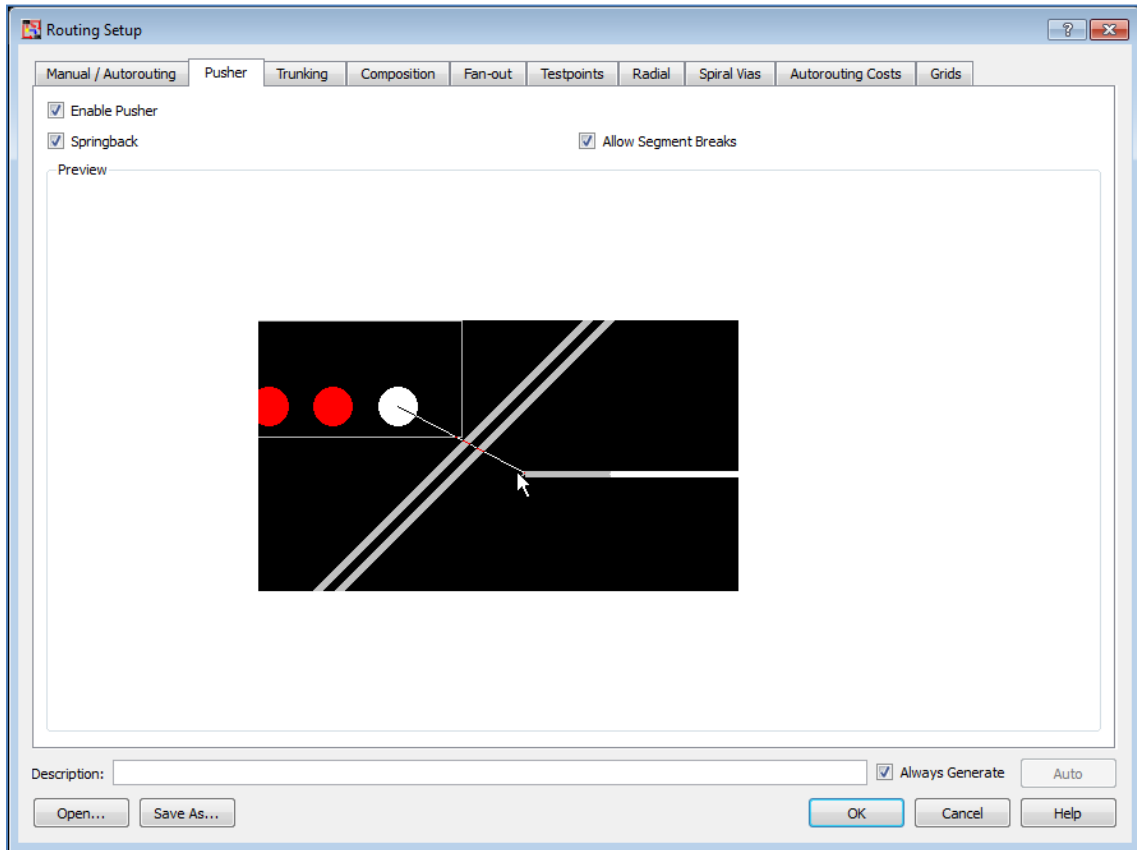 Routing Setup
Manual / Autorouting Pusher Trunking Composition Fan-out Testpoints Radial Spiral Vias Autorouting Costs Grids
Enable Pusher
Springback Allow Segment Breaks
Preview
Description: Always Generate Auto
Open... Save As... OK Cancel Help